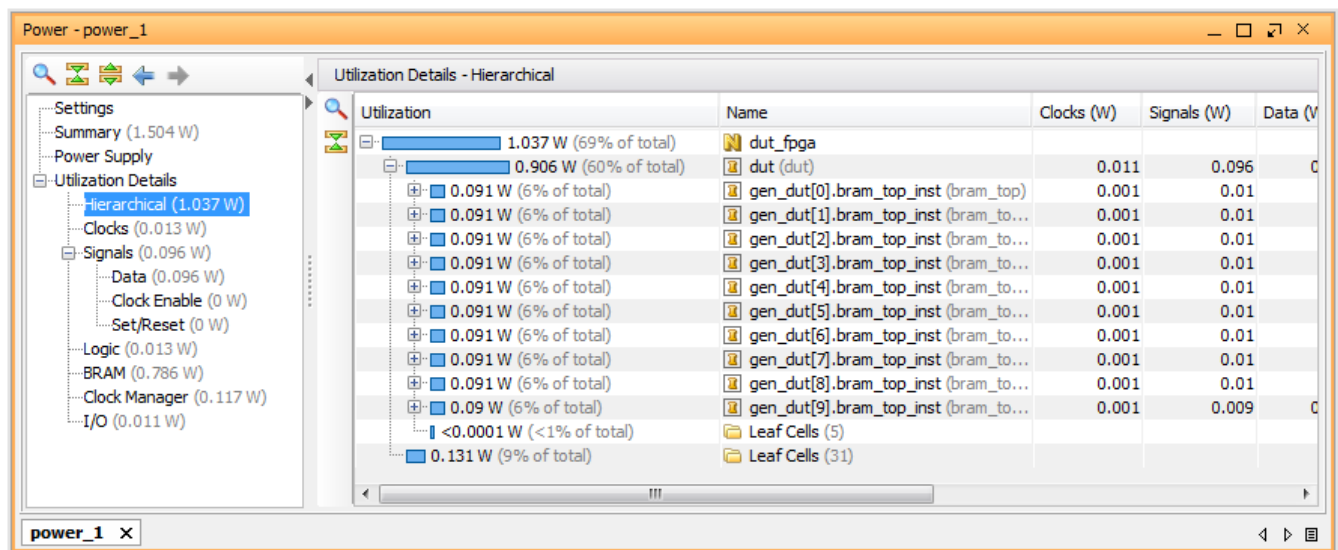 Power - power_1
Utilization Details - Hierarchical
Settings
Summary (1.504 W)
Power Supply
Utilization Details
Hierarchical (1.037 W)
Clocks (0.013 W)
Signals (0.096 W)
Data (0.096 W)
Clock Enable (0 W)
Set/Reset (0 W)
Logic (0.013 W)
BRAM (0.786 W)
Clock Manager (0.117 W)
I/O (0.011 W)
Utilization Name Clocks (W) Signals (W) Data (W
1.037 W (69% of total) dut_fpga
0.906 W (60% of total) dut (dut) 0.011 0.096 0
0.091 W (6% of total) gen_dut[0].bram_top_inst (bram_top) 0.001 0.01
0.091 W (6% of total) gen_dut[1].bram_top_inst (bram_to... 0.001 0.01
0.091 W (6% of total) gen_dut[2].bram_top_inst (bram_to... 0.001 0.01
0.091 W (6% of total) gen_dut[3].bram_top_inst (bram_to... 0.001 0.01
0.091 W (6% of total) gen_dut[4].bram_top_inst (bram_to... 0.001 0.01
0.091 W (6% of total) gen_dut[5].bram_top_inst (bram_to... 0.001 0.01
0.091 W (6% of total) gen_dut[6].bram_top_inst (bram_to... 0.001 0.01
0.091 W (6% of total) gen_dut[7].bram_top_inst (bram_to... 0.001 0.01
0.091 W (6% of total) gen_dut[8].bram_top_inst (bram_to... 0.001 0.01
0.09 W (6% of total) gen_dut[9].bram_top_inst (bram_to... 0.001 0.009 0
<0.0001 W (<1% of total) Leaf Cells (5)
0.131 W (9% of total) Leaf Cells (31)
power_1